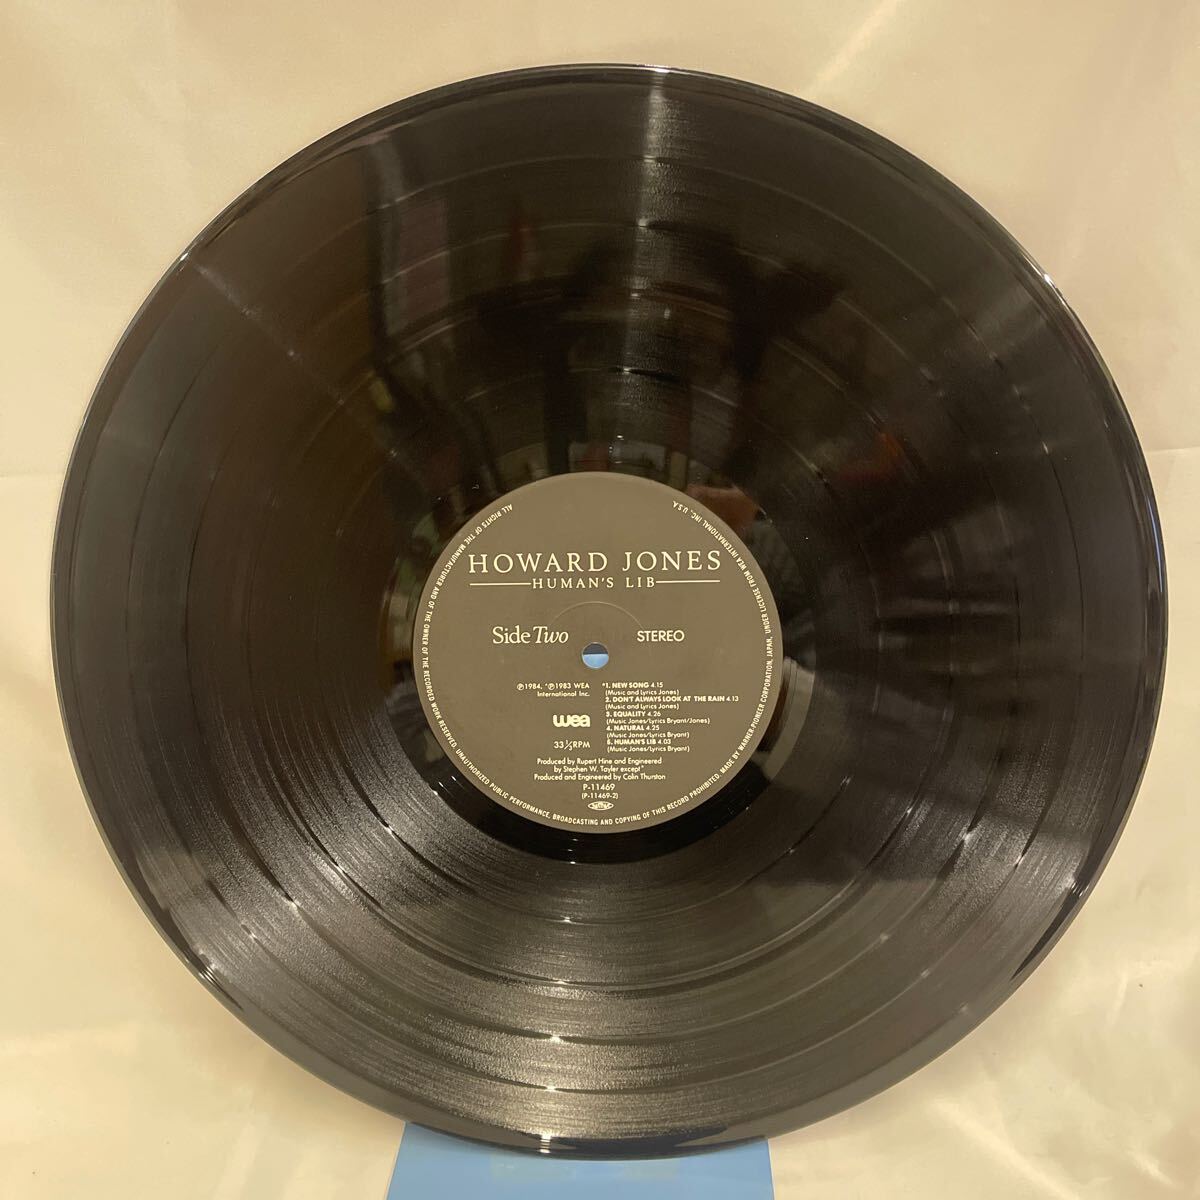 HOWARD JONES
HUMAN'S LIB
Side Two
STEREO
℗1984, *℗1983 WEA
International Inc.
wea
33⅓RPM
*1. NEW SONG 4.15
(Music and Lyrics Jones)
2. DON'T ALWAYS LOOK AT THE RAIN 4.13
(Music and Lyrics Jones)
3. EQUALITY 4.26
(Music Jones/Lyrics Bryant/Jones)
4. NATURAL 4.25
(Music Jones/Lyrics Bryant)
5. HUMAN'S LIB 4.03
(Music Jones/Lyrics Bryant)
Produced by Rupert Hine and Engineered
by Stephen W. Tayler except*
Produced and Engineered by Colin Thurston
P-11469
(P-11469-2)
ALL RIGHTS OF THE MANUFACTURER AND OF THE OWNER OF THE RECORDED WORK RESERVED. UNAUTHORIZED PUBLIC PERFORMANCE, BROADCASTING AND COPYING OF THIS RECORD PROHIBITED. MADE BY WARNER-PIONEER CORPORATION, JAPAN, UNDER LICENSE FROM WEA INTERNATIONAL INC., U.S.A.